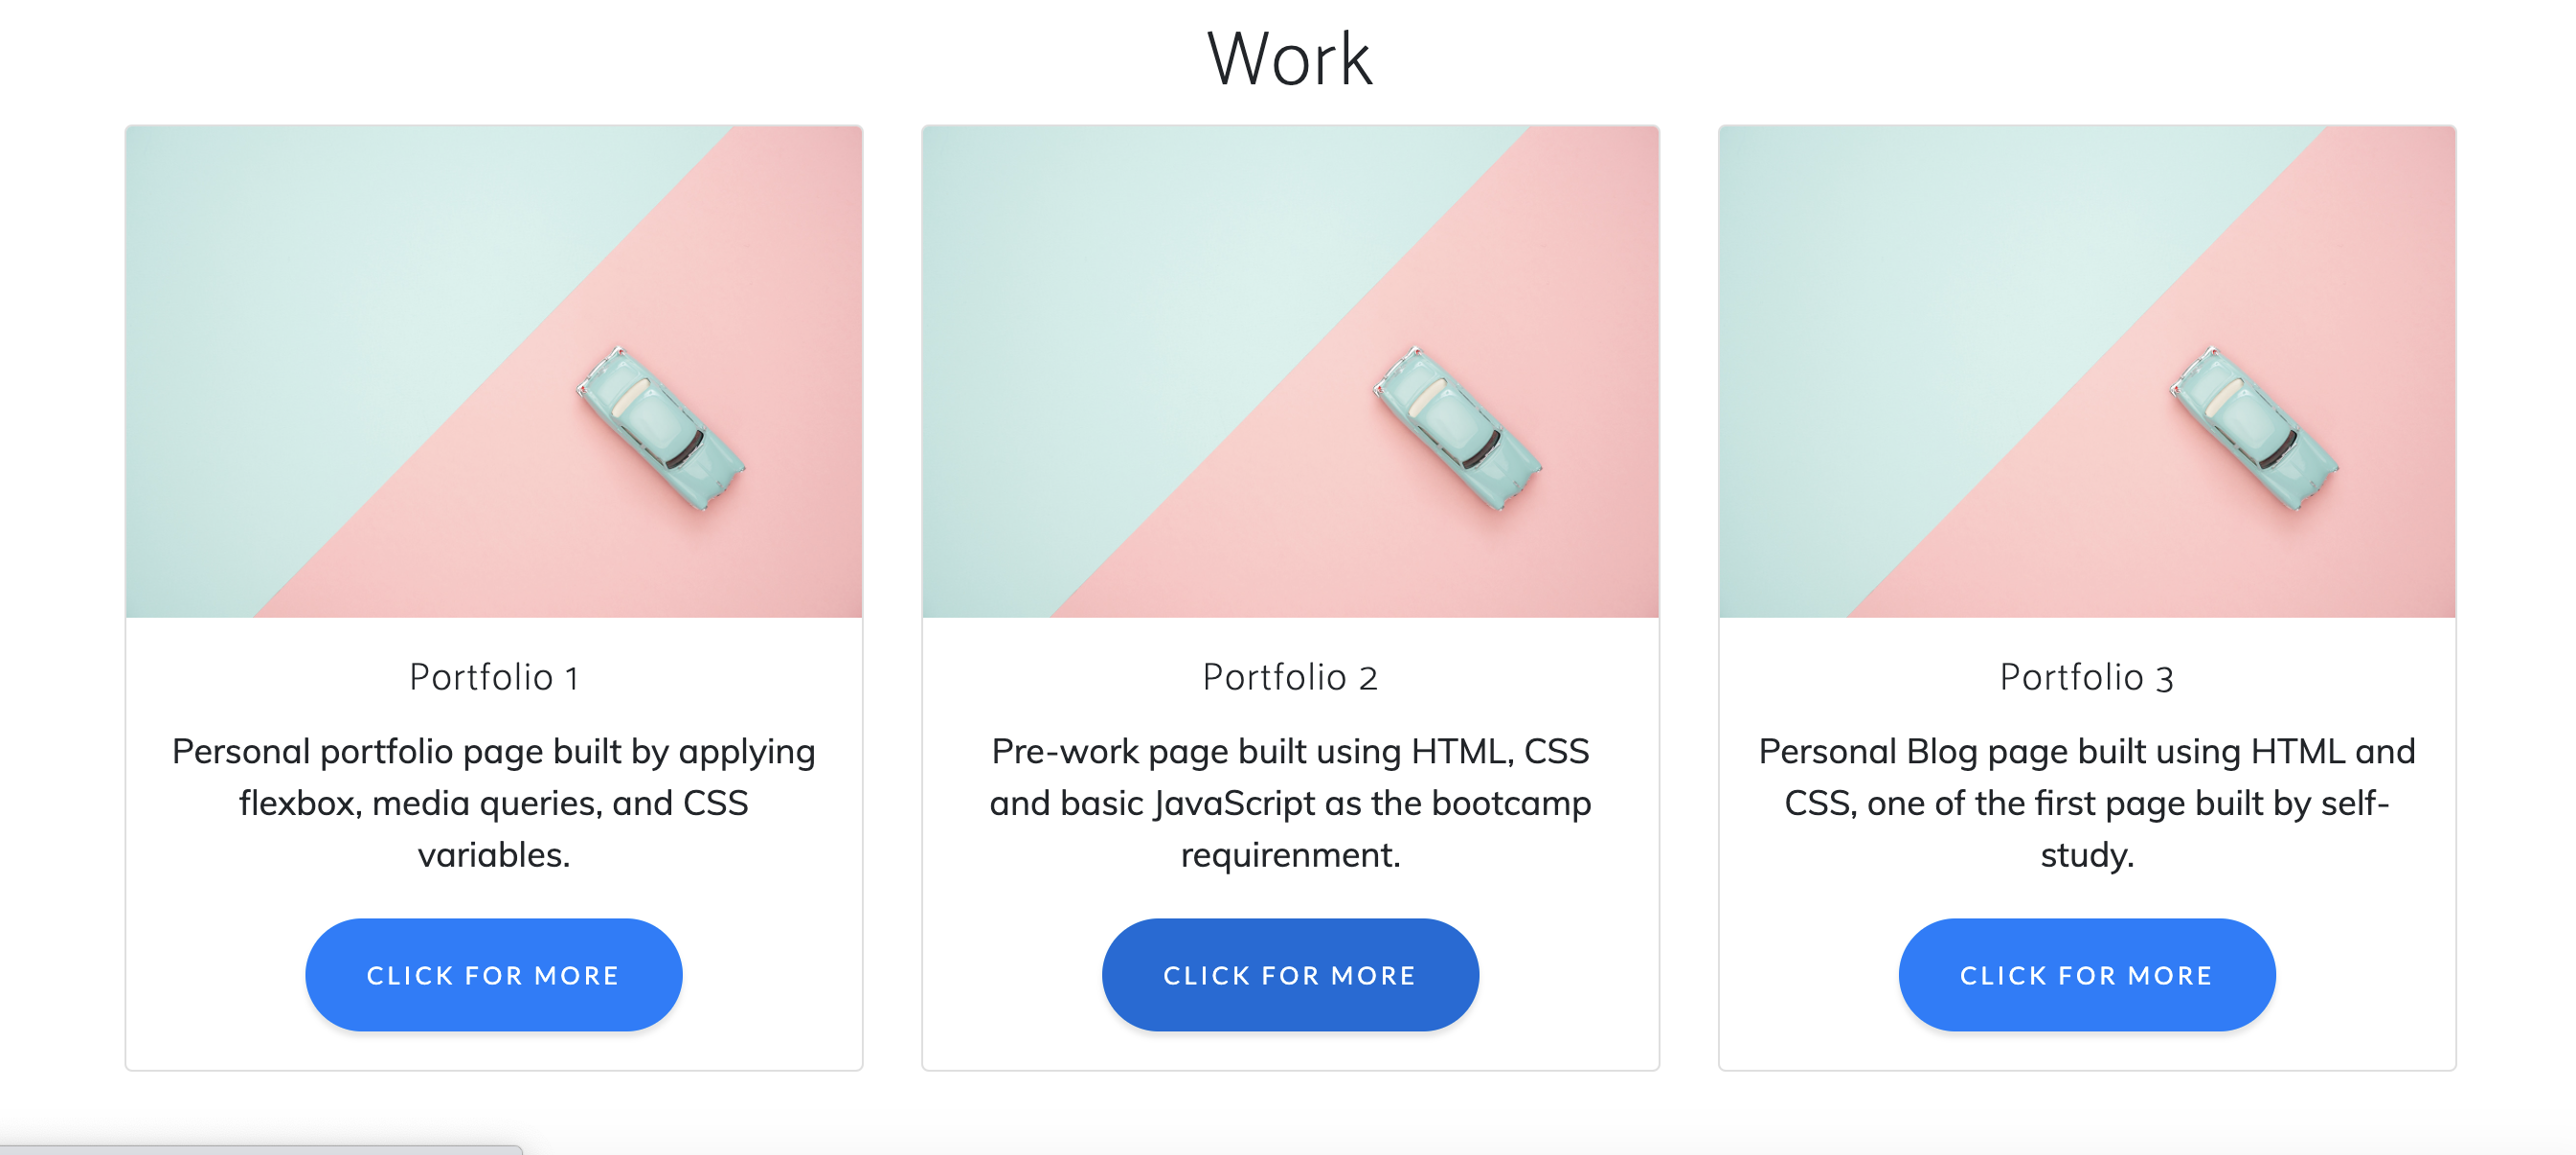 Work
Portfolio 1
Personal portfolio page built by applying
flexbox, media queries, and CSS
variables.
CLICK FOR MORE
Portfolio 2
Pre-work page built using HTML, CSS
and basic JavaScript as the bootcamp
requirenment.
CLICK FOR MORE
Portfolio 3
Personal Blog page built using HTML and
CSS, one of the first page built by self-
study.
CLICK FOR MORE